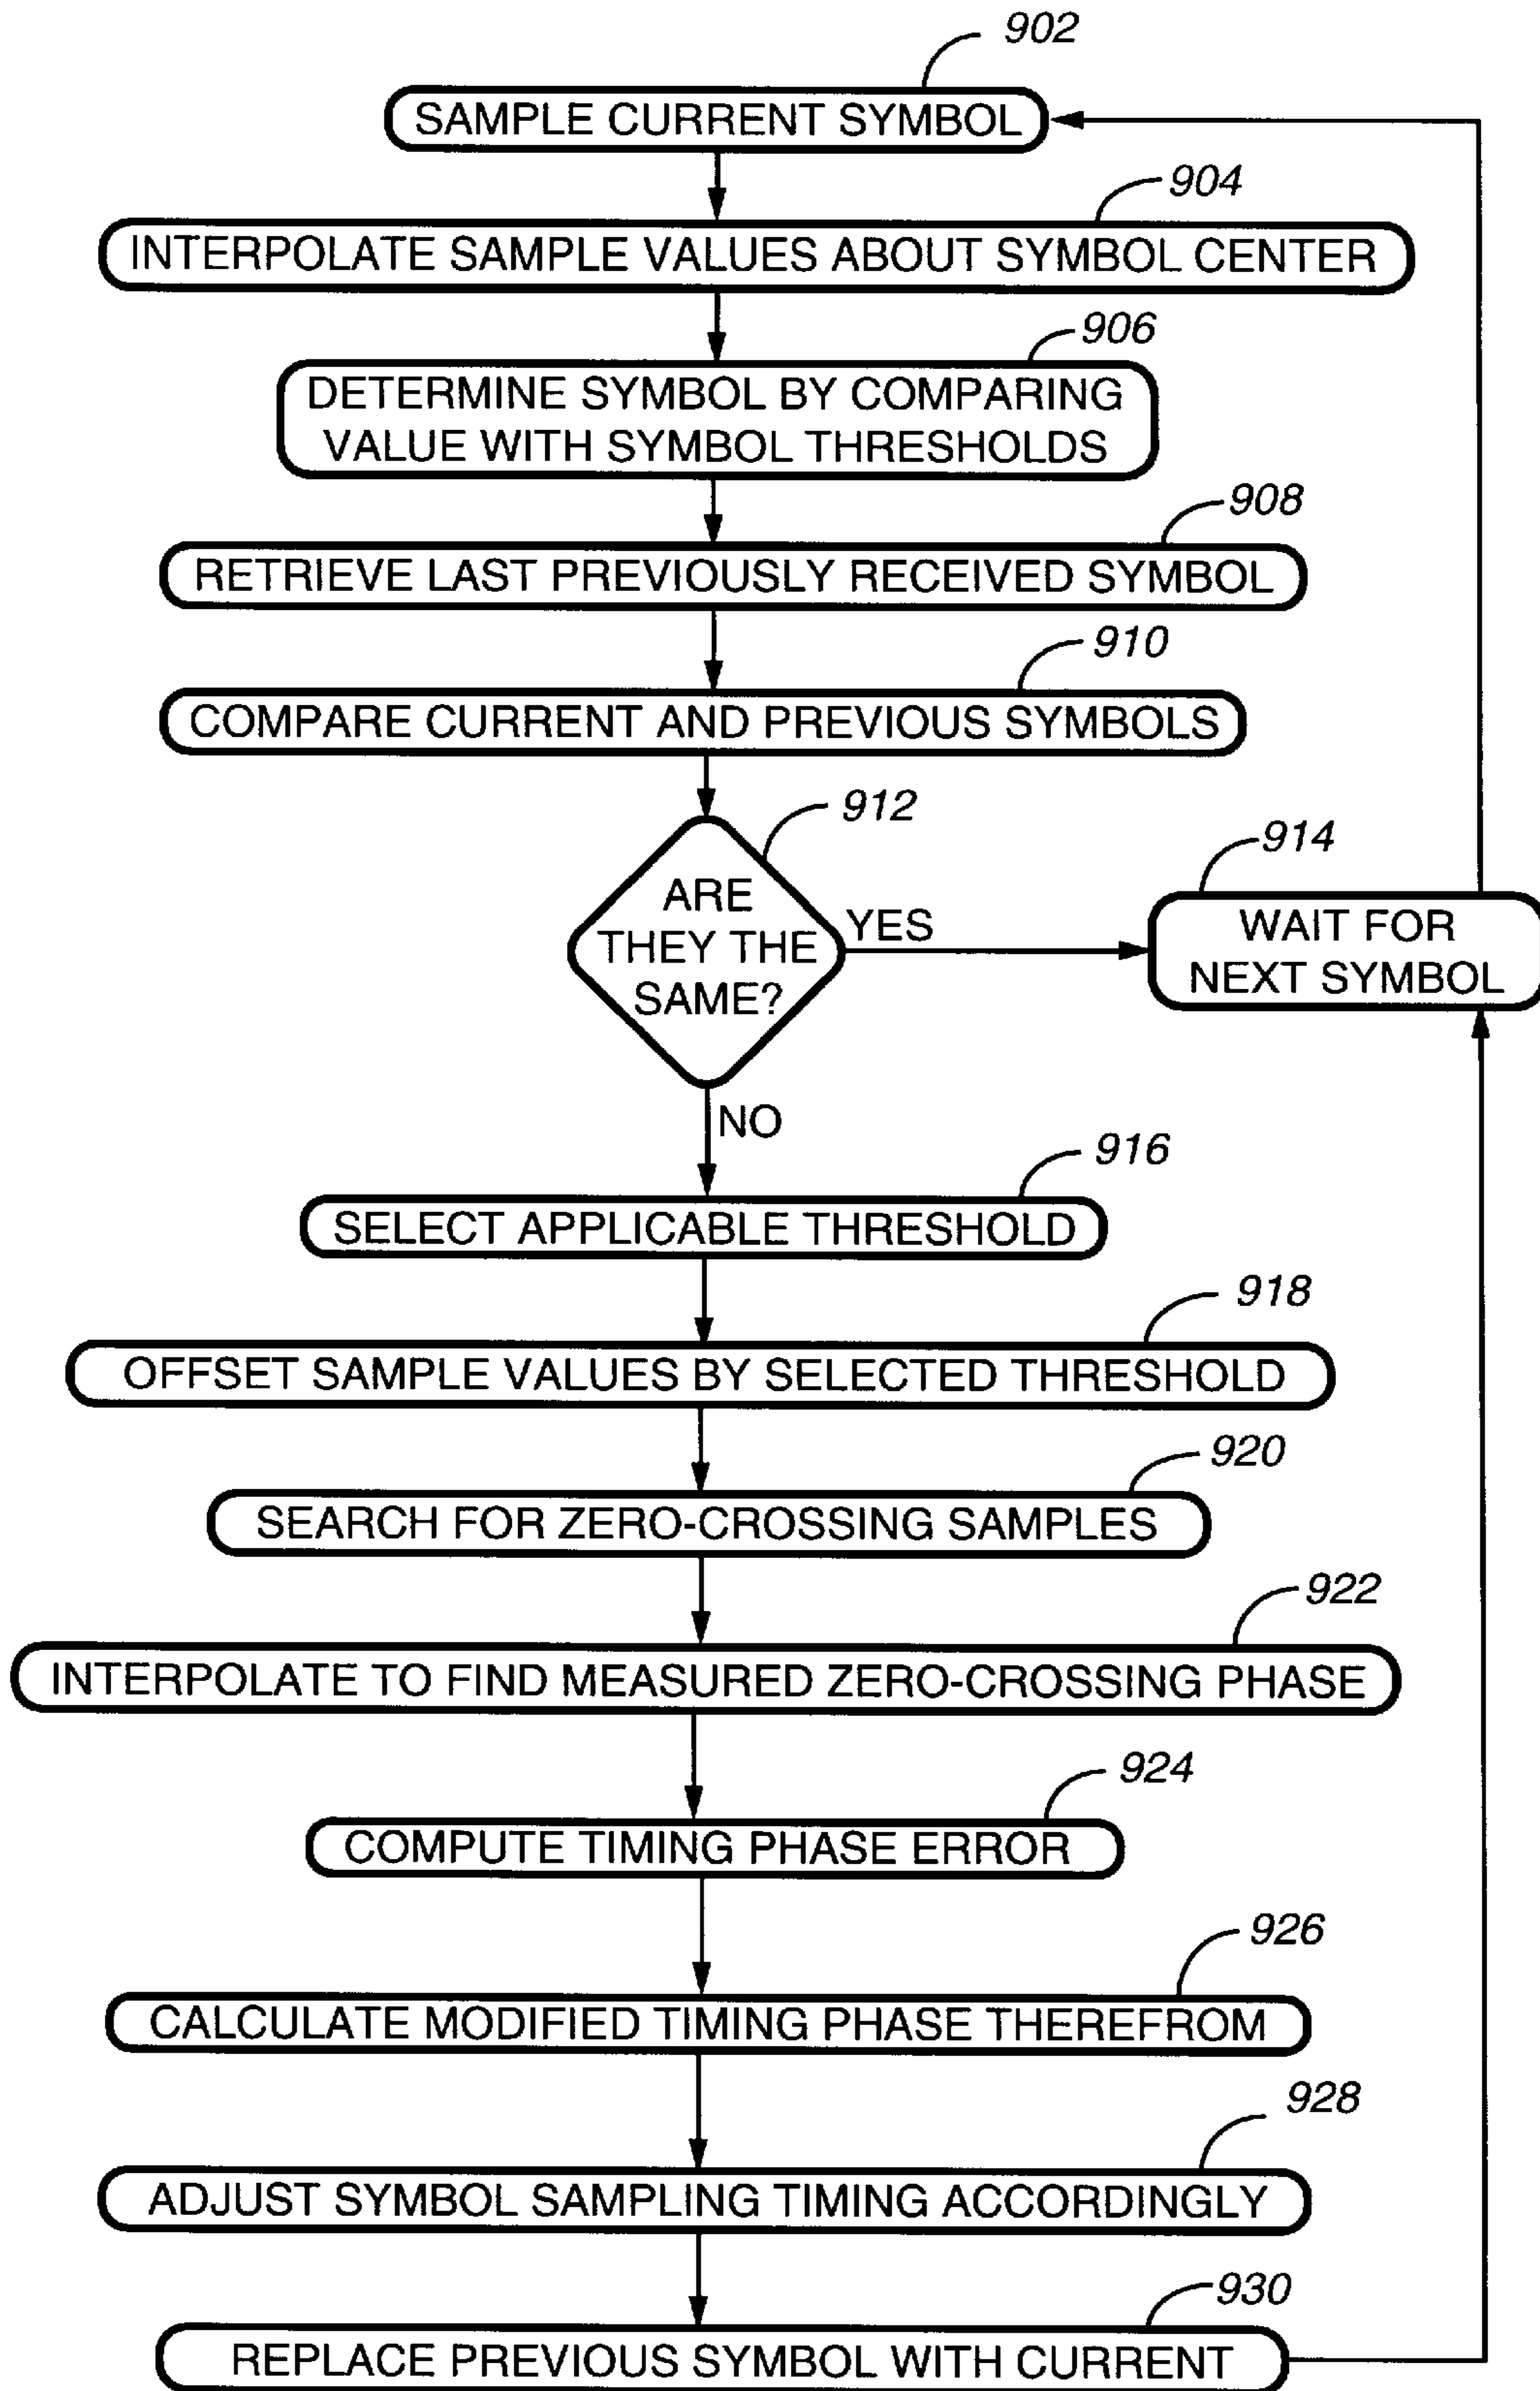 902
SAMPLE CURRENT SYMBOL
904
INTERPOLATE SAMPLE VALUES ABOUT SYMBOL CENTER
906
DETERMINE SYMBOL BY COMPARING
VALUE WITH SYMBOL THRESHOLDS
908
RETRIEVE LAST PREVIOUSLY RECEIVED SYMBOL
910
COMPARE CURRENT AND PREVIOUS SYMBOLS
912
ARE
THEY THE
SAME?
YES
914
WAIT FOR
NEXT SYMBOL
NO
916
SELECT APPLICABLE THRESHOLD
918
OFFSET SAMPLE VALUES BY SELECTED THRESHOLD
920
SEARCH FOR ZERO-CROSSING SAMPLES
922
INTERPOLATE TO FIND MEASURED ZERO-CROSSING PHASE
924
COMPUTE TIMING PHASE ERROR
926
CALCULATE MODIFIED TIMING PHASE THEREFROM
928
ADJUST SYMBOL SAMPLING TIMING ACCORDINGLY
930
REPLACE PREVIOUS SYMBOL WITH CURRENT